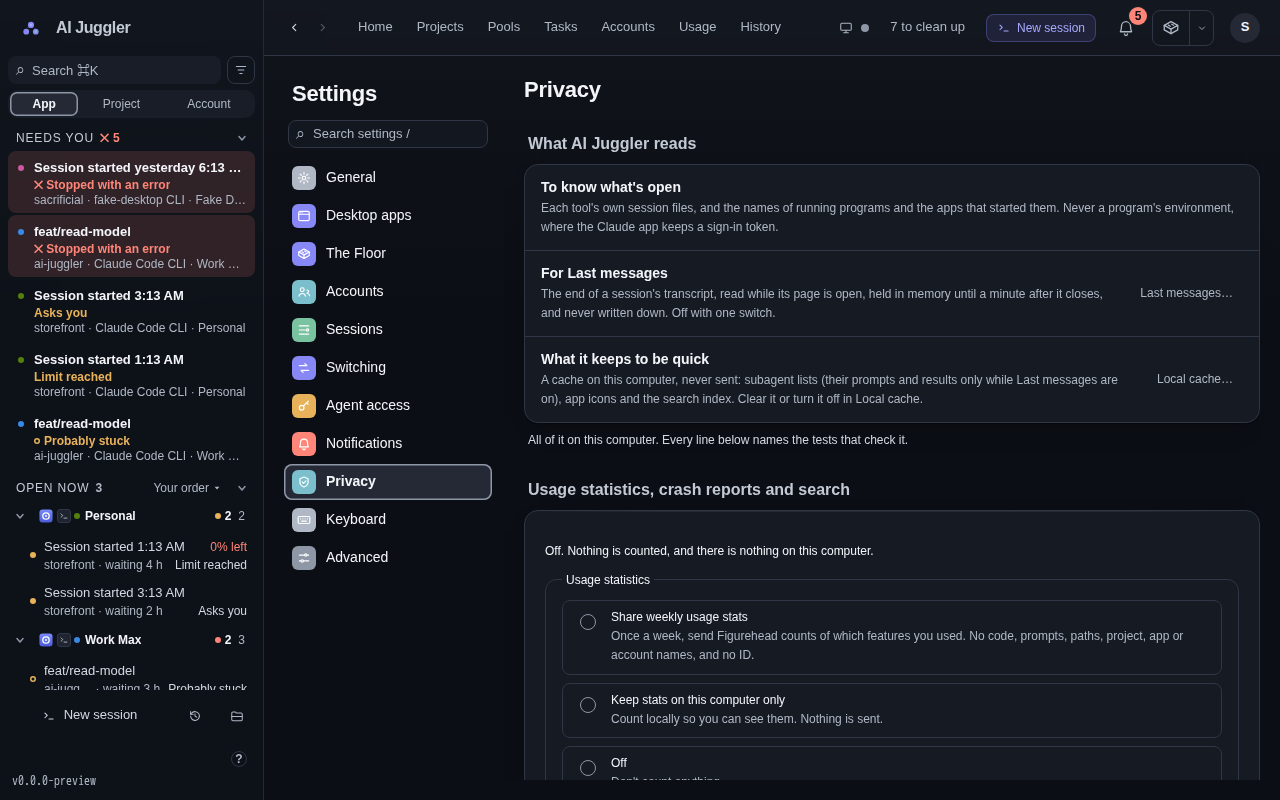 AI Juggler
Search ⌘K
App
Project
Account
NEEDS YOU 5
Session started yesterday 6:13 …
Stopped with an error
sacrificial · fake-desktop CLI · Fake D…
feat/read-model
Stopped with an error
ai-juggler · Claude Code CLI · Work …
Session started 3:13 AM
Asks you
storefront · Claude Code CLI · Personal
Session started 1:13 AM
Limit reached
storefront · Claude Code CLI · Personal
feat/read-model
Probably stuck
ai-juggler · Claude Code CLI · Work …
OPEN NOW 3
Your order
Personal
2 2
Session started 1:13 AM
0% left
storefront · waiting 4 h
Limit reached
Session started 3:13 AM
storefront · waiting 2 h
Asks you
Work Max
2 3
feat/read-model
ai-jugg… · waiting 3 h
Probably stuck
New session
?
v0.0.0-preview
Home
Projects
Pools
Tasks
Accounts
Usage
History
7 to clean up
New session
5
S
Settings
Search settings /
General
Desktop apps
The Floor
Accounts
Sessions
Switching
Agent access
Notifications
Privacy
Keyboard
Advanced
Privacy
What AI Juggler reads
To know what's open
Each tool's own session files, and the names of running programs and the apps that started them. Never a program's environment,
where the Claude app keeps a sign-in token.
For Last messages
The end of a session's transcript, read while its page is open, held in memory until a minute after it closes,
and never written down. Off with one switch.
Last messages…
What it keeps to be quick
A cache on this computer, never sent: subagent lists (their prompts and results only while Last messages are
on), app icons and the search index. Clear it or turn it off in Local cache.
Local cache…
All of it on this computer. Every line below names the tests that check it.
Usage statistics, crash reports and search
Off. Nothing is counted, and there is nothing on this computer.
Usage statistics
Share weekly usage stats
Once a week, send Figurehead counts of which features you used. No code, prompts, paths, project, app or
account names, and no ID.
Keep stats on this computer only
Count locally so you can see them. Nothing is sent.
Off
Don't count anything.